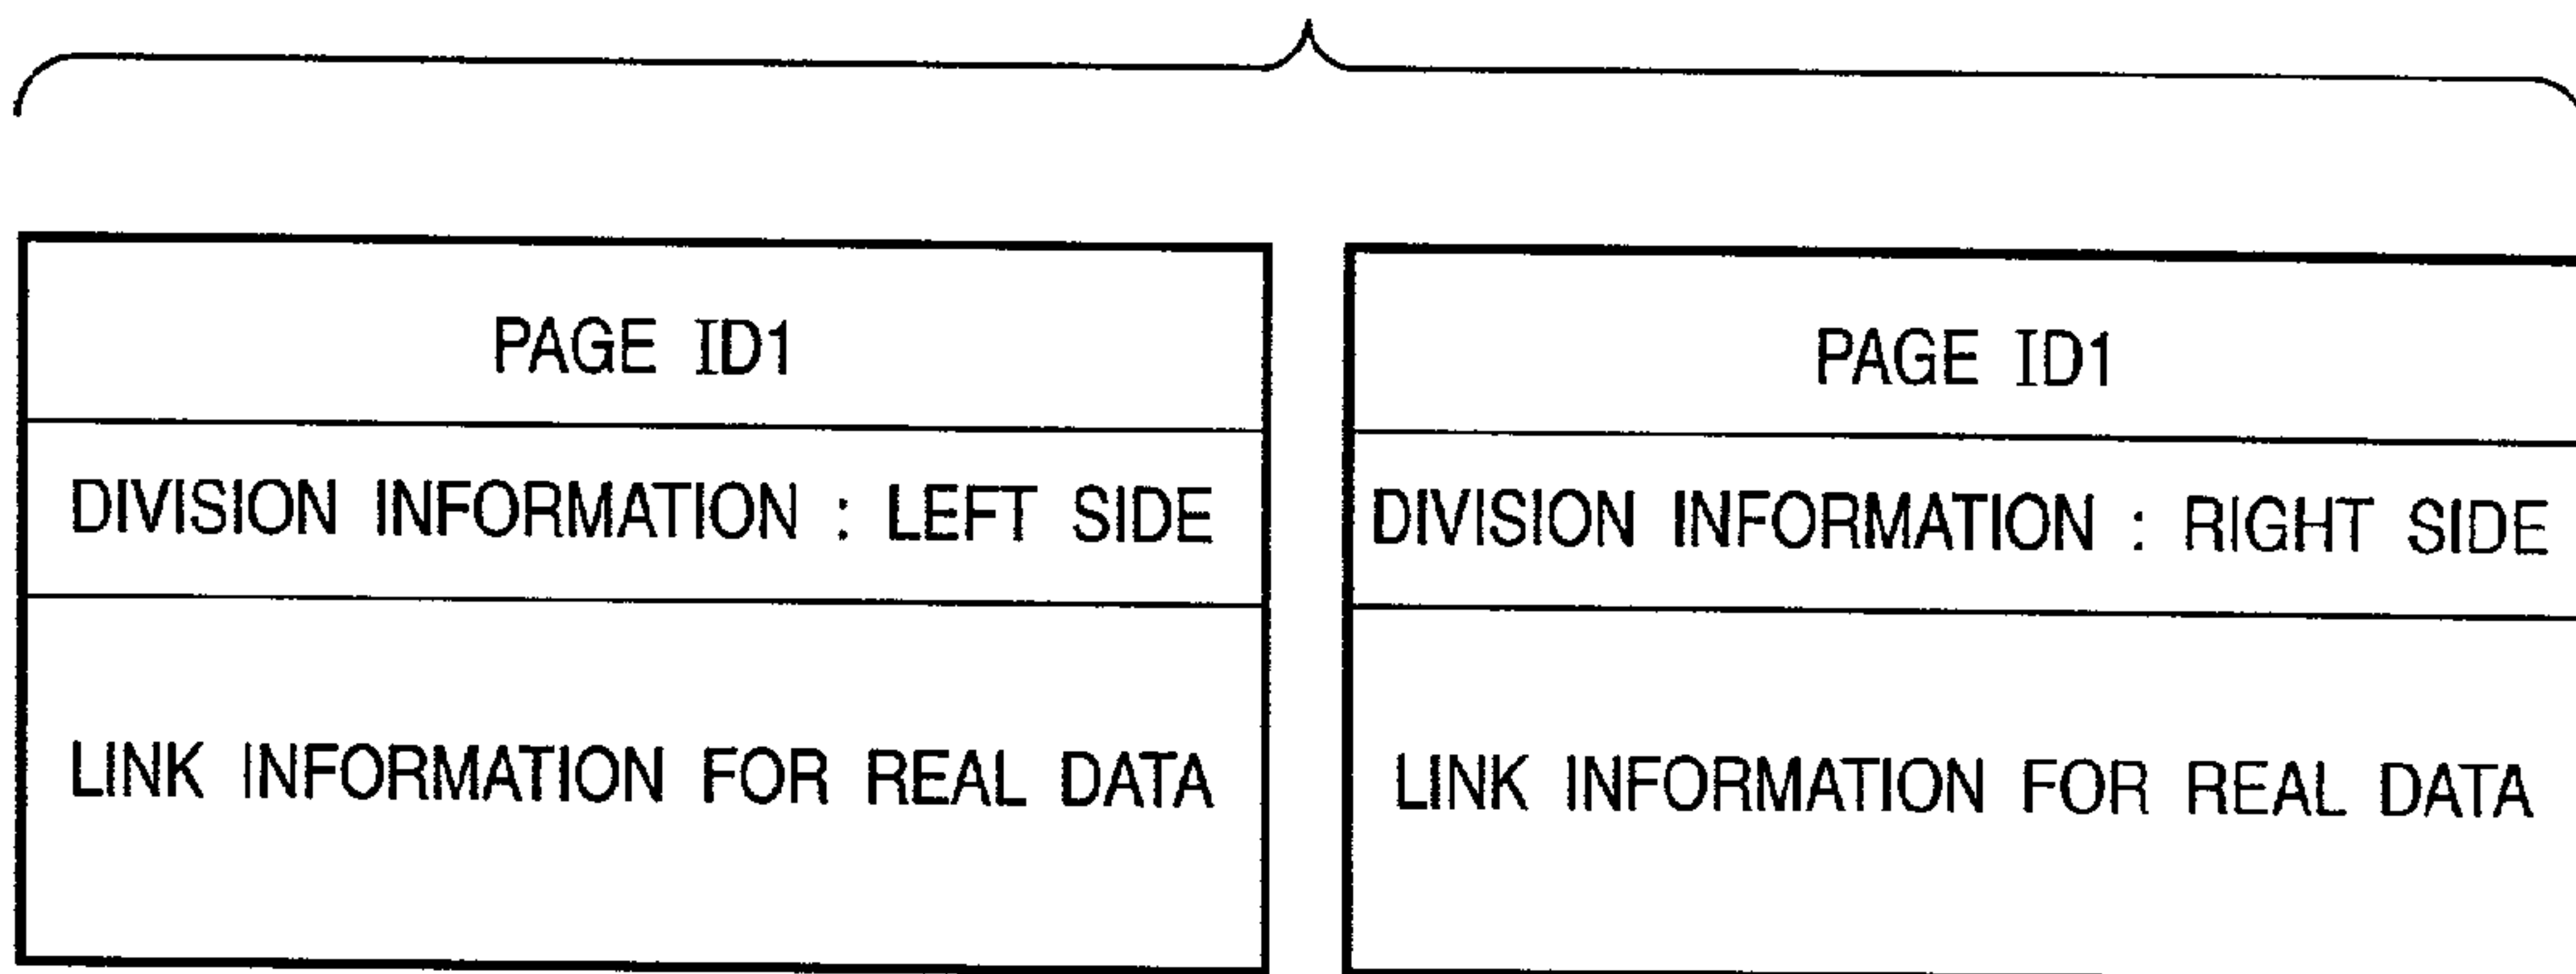 PAGE ID1
DIVISION INFORMATION : LEFT SIDE
LINK INFORMATION FOR REAL DATA
PAGE ID1
DIVISION INFORMATION : RIGHT SIDE
LINK INFORMATION FOR REAL DATA